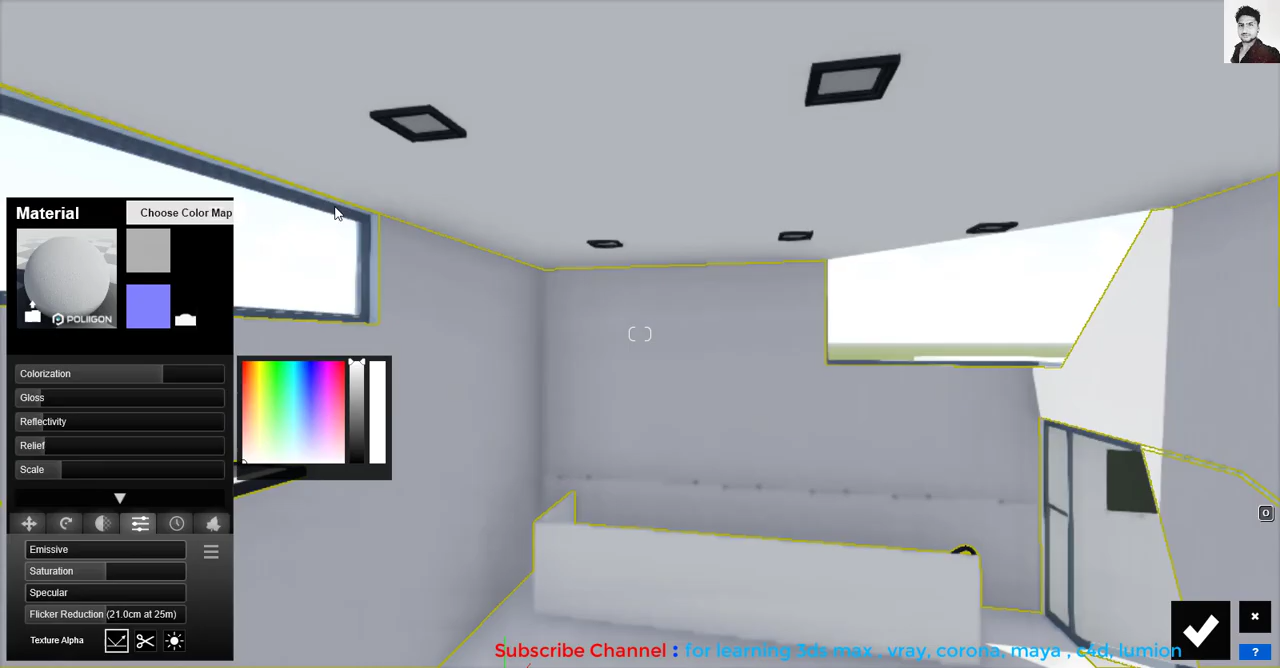 Material
Choose Color Map
POLIIGON
Colorization
Gloss
Reflectivity
Relief
Scale
Emissive
Saturation
Specular
Flicker Reduction (21.0cm at 25m)
Texture Alpha
O
?
Subscribe Channel : for learning 3ds max , vray, corona, maya , c4d, lumion